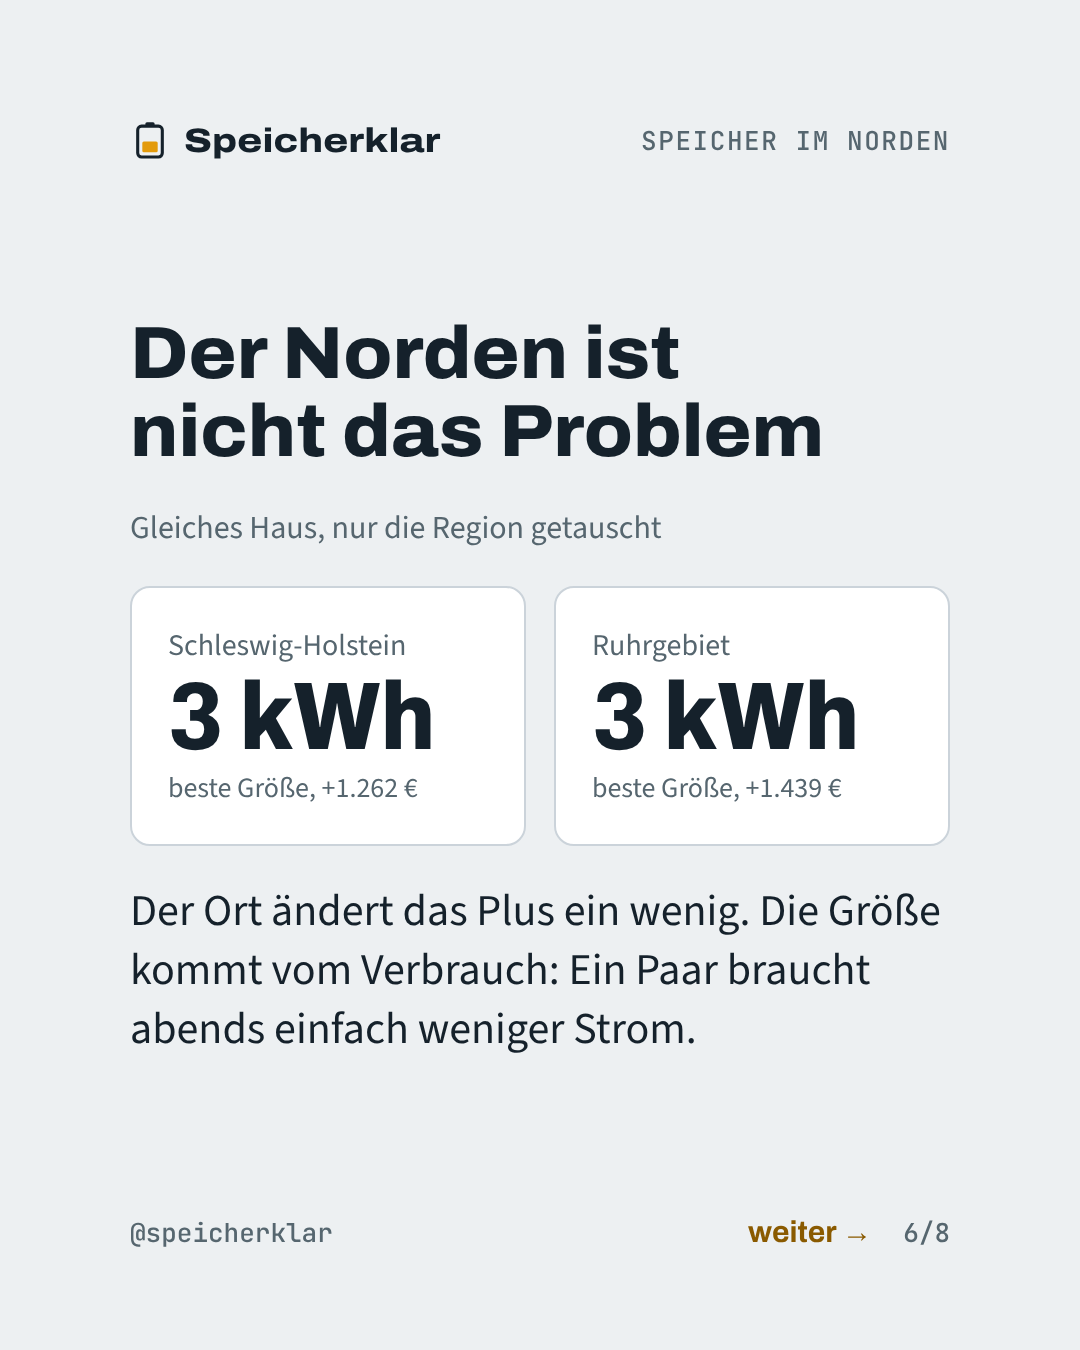 Speicherklar
SPEICHER IM NORDEN
Der Norden ist
nicht das Problem
Gleiches Haus, nur die Region getauscht
Schleswig-Holstein
3 kWh
beste Größe, +1.262 €
Ruhrgebiet
3 kWh
beste Größe, +1.439 €
Der Ort ändert das Plus ein wenig. Die Größe
kommt vom Verbrauch: Ein Paar braucht
abends einfach weniger Strom.
@speicherklar
weiter →
6/8